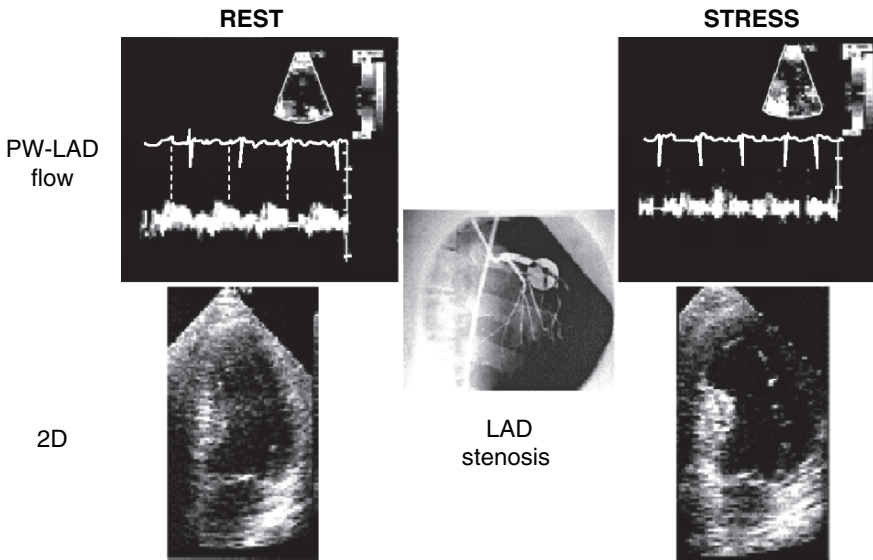 REST
STRESS
PW-LAD
flow
2D
LAD
stenosis